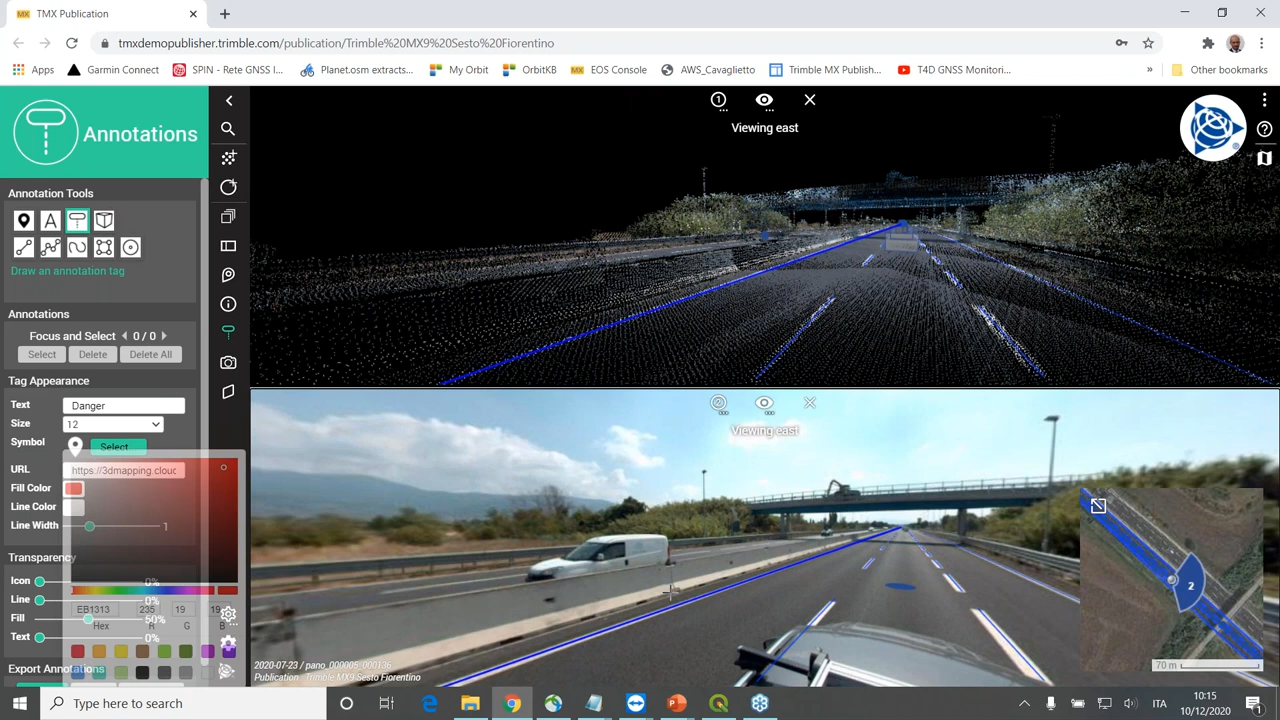 TMX Publication
tmxdemopublisher.trimble.com/publication/Trimble%20MX9%20Sesto%20Fiorentino
Apps
Garmin Connect
SPIN - Rete GNSS I...
Planet.osm extracts...
My Orbit
OrbitKB
EOS Console
AWS_Cavaglietto
Trimble MX Publish...
T4D GNSS Monitori...
»
Other bookmarks
Annotations
Annotation Tools
A
Draw an annotation tag
Annotations
Focus and Select 0 / 0
Select
Delete
Delete All
Tag Appearance
Text Danger
Size 12
Symbol Select
URL https://3dmapping.clouc
Fill Color
Line Color
Line Width 1
Transparency
Icon 0%
Line 0%
EB1313 235 19 19
Fill 50%
Hex R G B
Text 0%
Export Annotations
1
Viewing east
2
Viewing east
2
70 m
2020-07-23 / pano_000005_000136
Publication : Trimble MX9 Sesto Fiorentino
Type here to search
ITA
10:15
10/12/2020
1